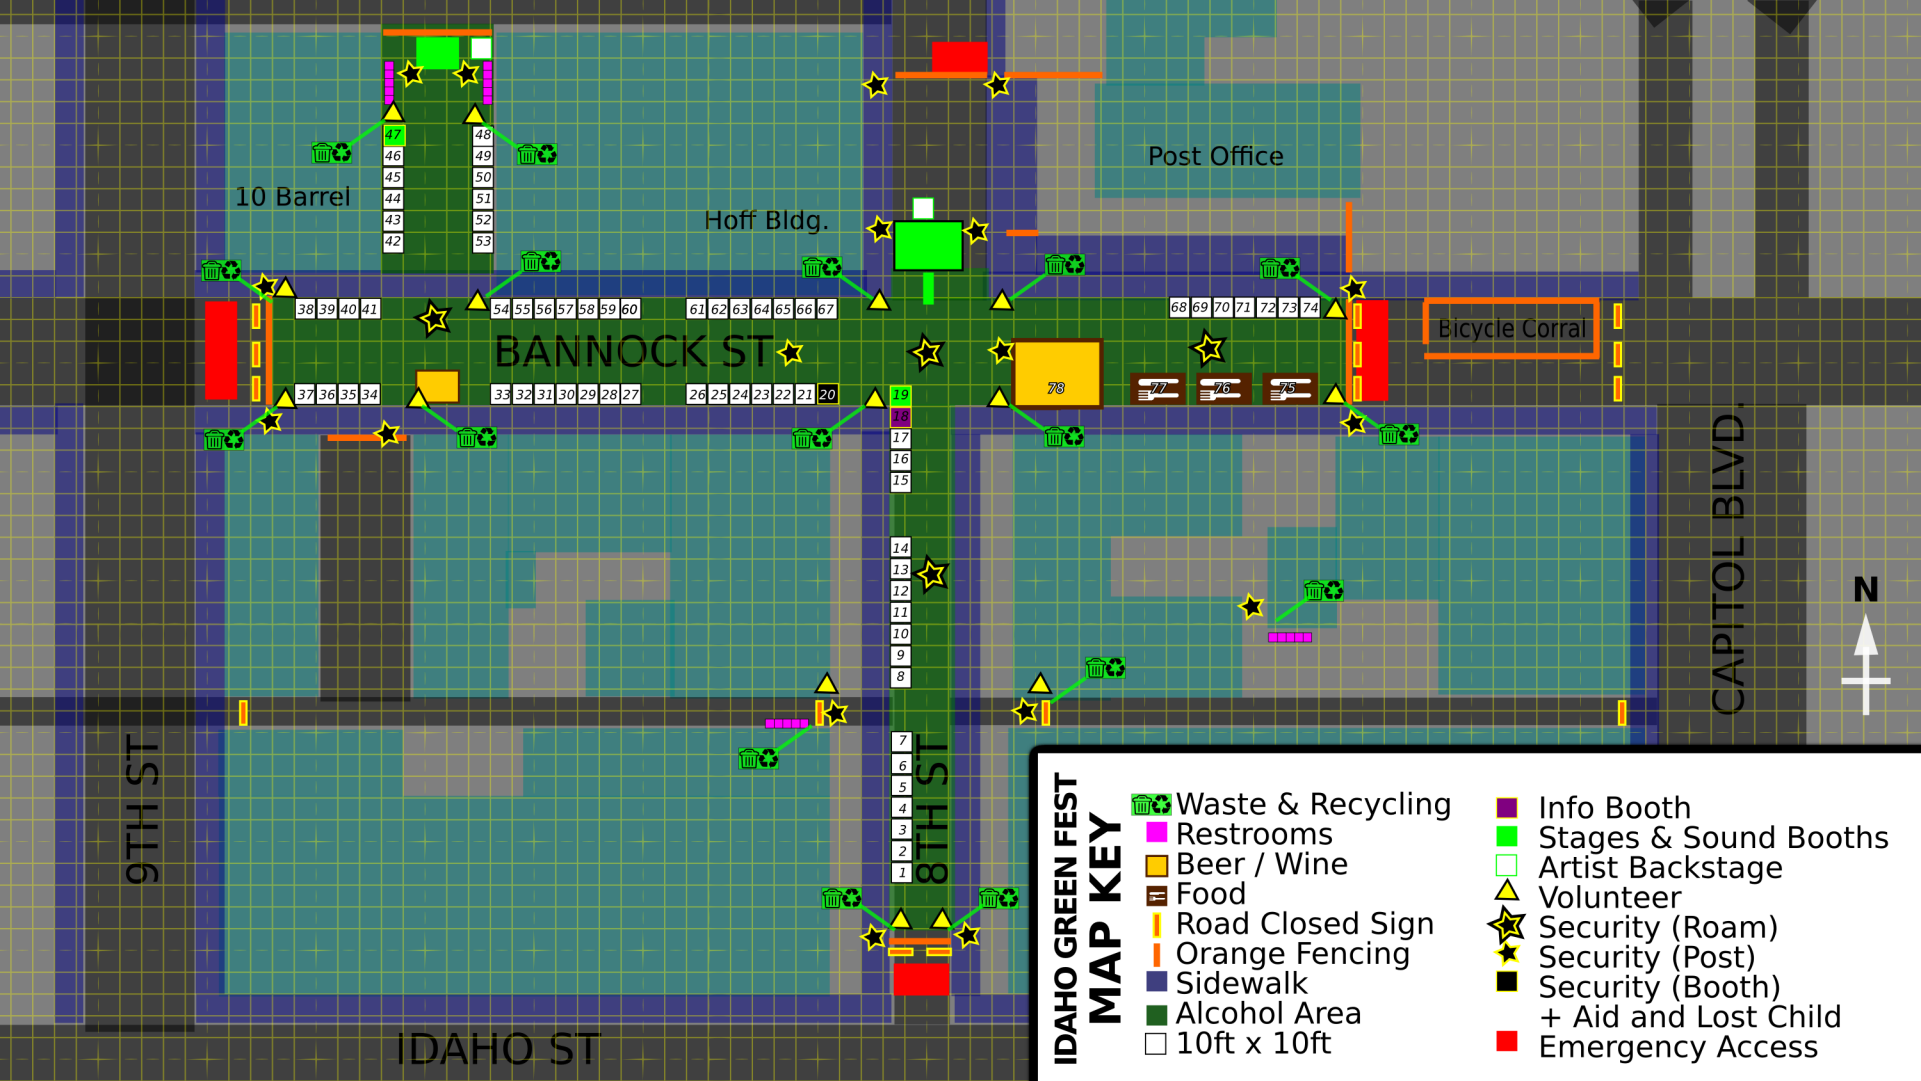 47
48
46
49
45
50
44
51
43
52
42
53
10 Barrel
Hoff Bldg.
Post Office
38 39 40 41
54 55 56 57 58 59 60
61 62 63 64 65 66 67
68 69 70 71 72 73 74
Bicycle Corral
BANNOCK ST
78
77
76
75
37 36 35 34
33 32 31 30 29 28 27
26 25 24 23 22 21 20
19
18
17
16
15
14
13
12
11
10
9
8
7
6
5
4
3
2
1
9TH ST
8TH ST
CAPITOL BLVD.
N
IDAHO ST
IDAHO GREEN FEST
MAP KEY
Waste & Recycling
Restrooms
Beer / Wine
Food
Road Closed Sign
Orange Fencing
Sidewalk
Alcohol Area
10ft x 10ft
Info Booth
Stages & Sound Booths
Artist Backstage
Volunteer
Security (Roam)
Security (Post)
Security (Booth)
+ Aid and Lost Child
Emergency Access